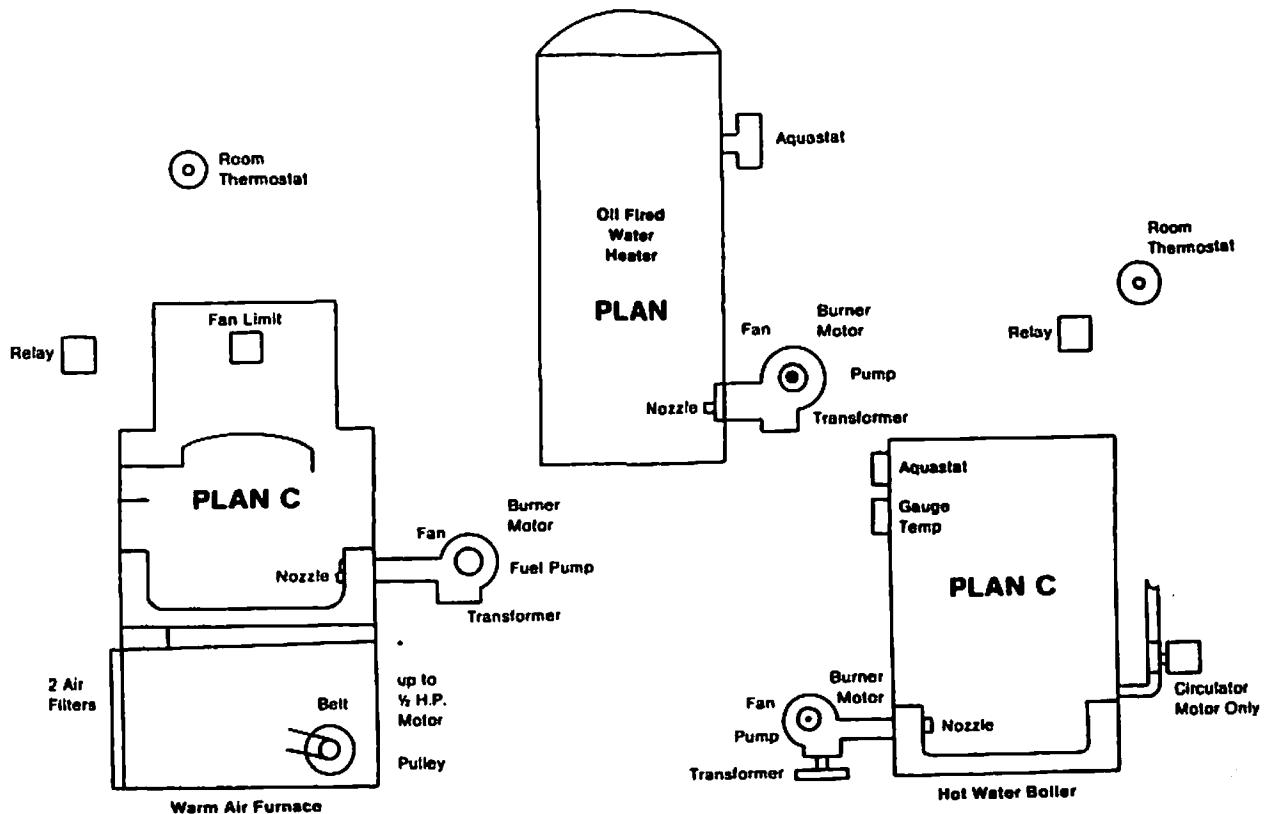 Room
Thermostat
Relay
Fan Limit
PLAN C
Burner
Motor
Fan
Nozzle
Fuel Pump
Transformer
2 Air
Filters
Belt
up to
½ H.P.
Motor
Pulley
Warm Air Furnace
Aquastat
Oil Fired
Water
Heater
PLAN
Fan
Burner
Motor
Pump
Nozzle
Transformer
Room
Thermostat
Relay
Aquastat
Gauge
Temp
PLAN C
Burner
Motor
Fan
Pump
Nozzle
Transformer
Circulator
Motor Only
Hot Water Boiler